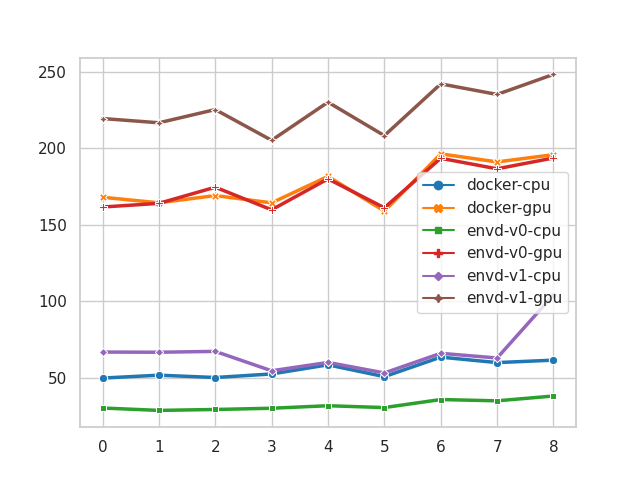 250
200
150
100
50
0 1 2 3 4 5 6 7 8
docker-cpu
docker-gpu
envd-v0-cpu
envd-v0-gpu
envd-v1-cpu
envd-v1-gpu